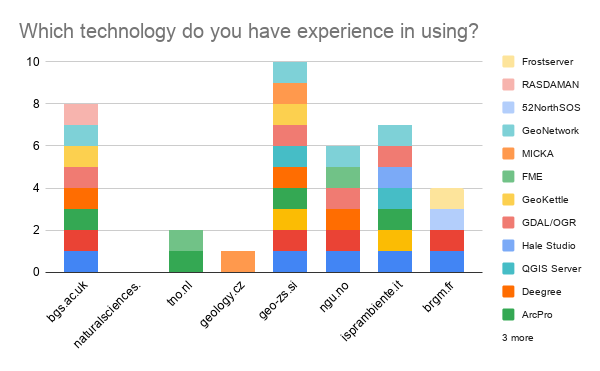 Which technology do you have experience in using?
10
8
6
4
2
0
bgs.ac.uk
naturalsciences.
tno.nl
geology.cz
geo-zs.si
ngu.no
isprambiente.it
brgm.fr
Frostserver
RASDAMAN
52NorthSOS
GeoNetwork
MICKA
FME
GeoKettle
GDAL/OGR
Hale Studio
QGIS Server
Deegree
ArcPro
3 more